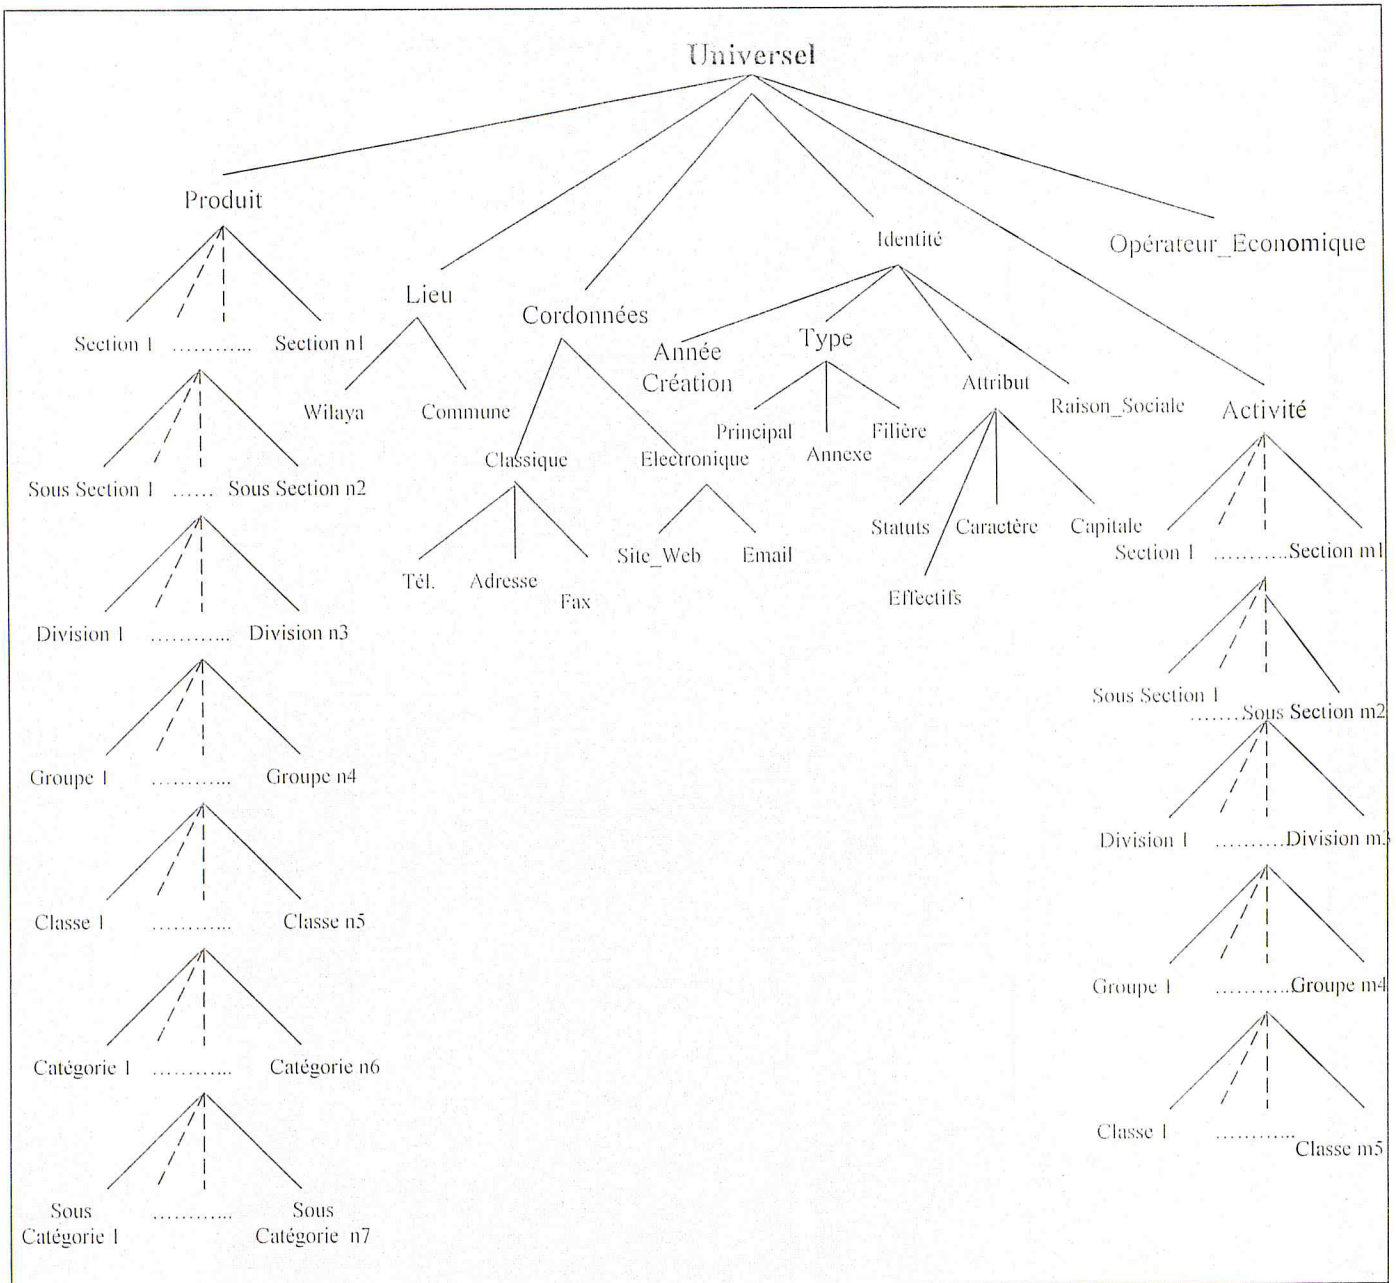 Universel
Produit
Identité
Opérateur_Economique
Lieu
Cordonnées
Section 1 ............ Section n1
Année
Création
Type
Attribut
Raison_Sociale
Activité
Wilaya
Commune
Principal
Annexe
Filière
Classique
Electronique
Sous Section 1 ...... Sous Section n2
Statuts
Caractère
Capitale
Effectifs
Section 1 ...........Section m1
Site_Web
Email
Tél.
Adresse
Fax
Division 1 ............ Division n3
Sous Section 1
.......Sous Section m2
Groupe 1 ............ Groupe n4
Division 1 ..........Division m3
Classe 1 ............ Classe n5
Groupe 1 ...........Groupe m4
Catégorie 1 ............ Catégorie n6
Classe 1 ............
Classe m5
Sous
Catégorie 1
............
Sous
Catégorie n7